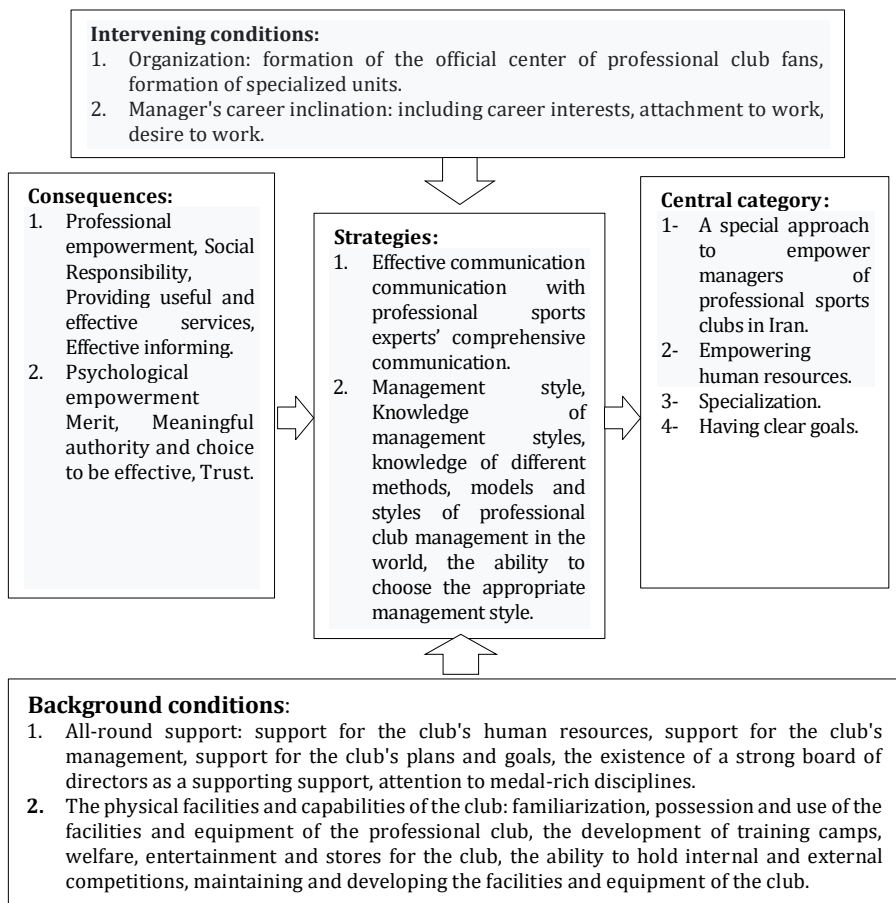 Intervening conditions:
1. Organization: formation of the official center of professional club fans,
formation of specialized units.
2. Manager's career inclination: including career interests, attachment to work,
desire to work.
Consequences:
1. Professional
empowerment, Social
Responsibility,
Providing useful and
effective services,
Effective informing.
2. Psychological
empowerment
Merit, Meaningful
authority and choice
to be effective, Trust.
Strategies:
1. Effective communication
communication with
professional sports
experts’ comprehensive
communication.
2. Management style,
Knowledge of
management styles,
knowledge of different
methods, models and
styles of professional
club management in the
world, the ability to
choose the appropriate
management style.
Central category:
1- A special approach
to empower
managers of
professional sports
clubs in Iran.
2- Empowering
human resources.
3- Specialization.
4- Having clear goals.
Background conditions:
1. All-round support: support for the club's human resources, support for the club's
management, support for the club's plans and goals, the existence of a strong board of
directors as a supporting support, attention to medal-rich disciplines.
2. The physical facilities and capabilities of the club: familiarization, possession and use of the
facilities and equipment of the professional club, the development of training camps,
welfare, entertainment and stores for the club, the ability to hold internal and external
competitions, maintaining and developing the facilities and equipment of the club.